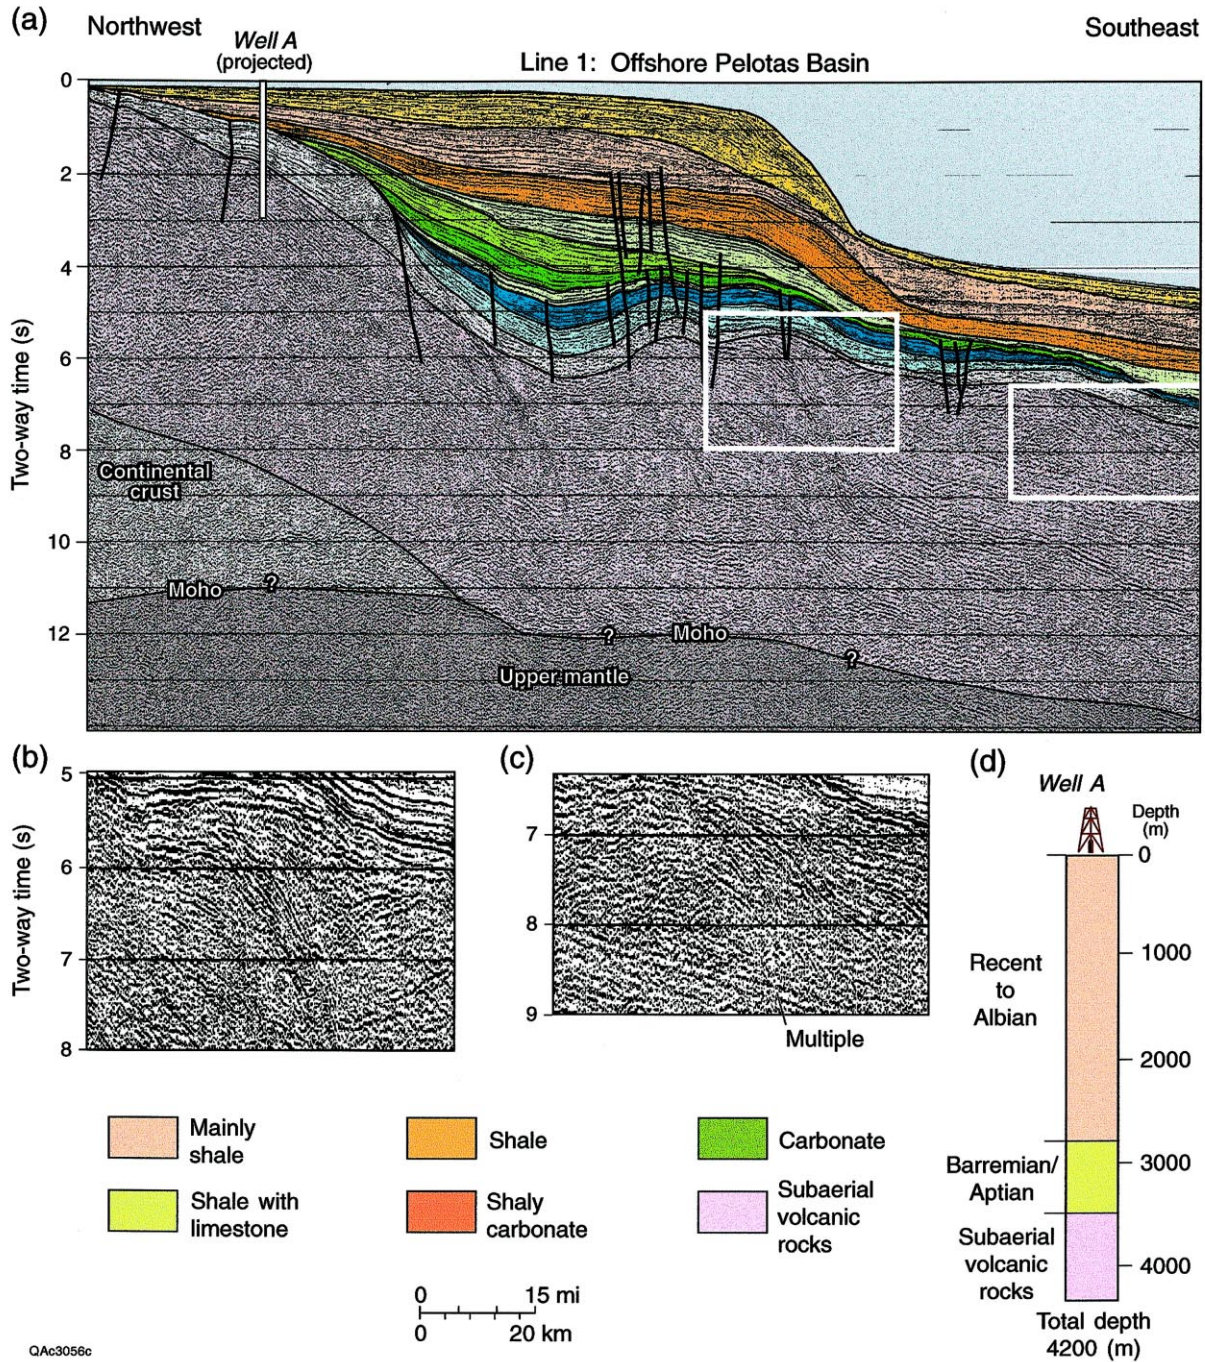 (a)
Northwest
Well A
(projected)
Line 1: Offshore Pelotas Basin
Southeast
0
2
4
6
8
10
12
Two-way time (s)
Continental
crust
Moho
?
?
Moho
?
Upper mantle
(b)
5
6
7
8
Two-way time (s)
(c)
7
8
9
Multiple
(d)
Well A
Depth
(m)
0
1000
2000
3000
4000
Recent
to
Albian
Barremian/
Aptian
Subaerial
volcanic
rocks
Total depth
4200 (m)
Mainly
shale
Shale
Carbonate
Shale with
limestone
Shaly
carbonate
Subaerial
volcanic
rocks
0 15 mi
0 20 km
QAc3056c